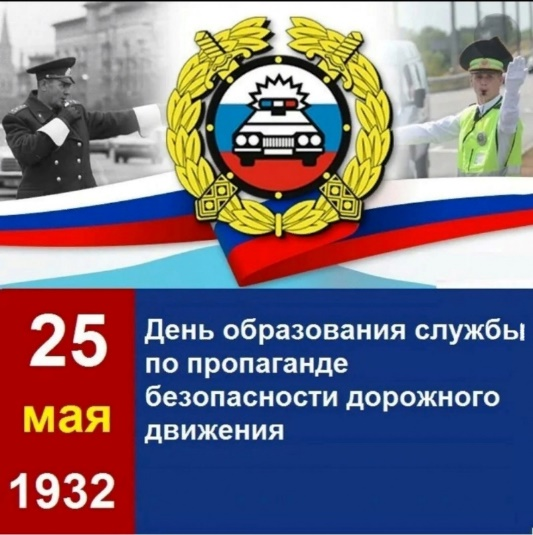 25
мая
1932
День образования службы
по пропаганде
безопасности дорожного
движения